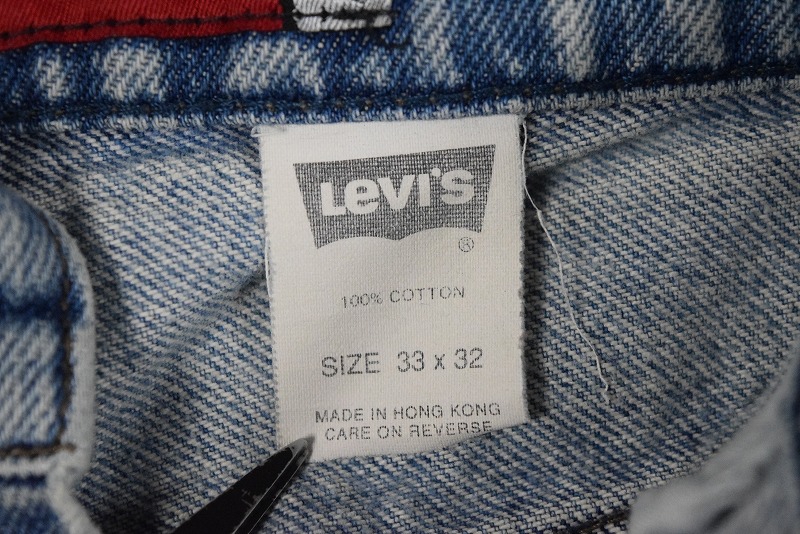 Levi's
®
100% COTTON
SIZE 33 x 32
MADE IN HONG KONG
CARE ON REVERSE